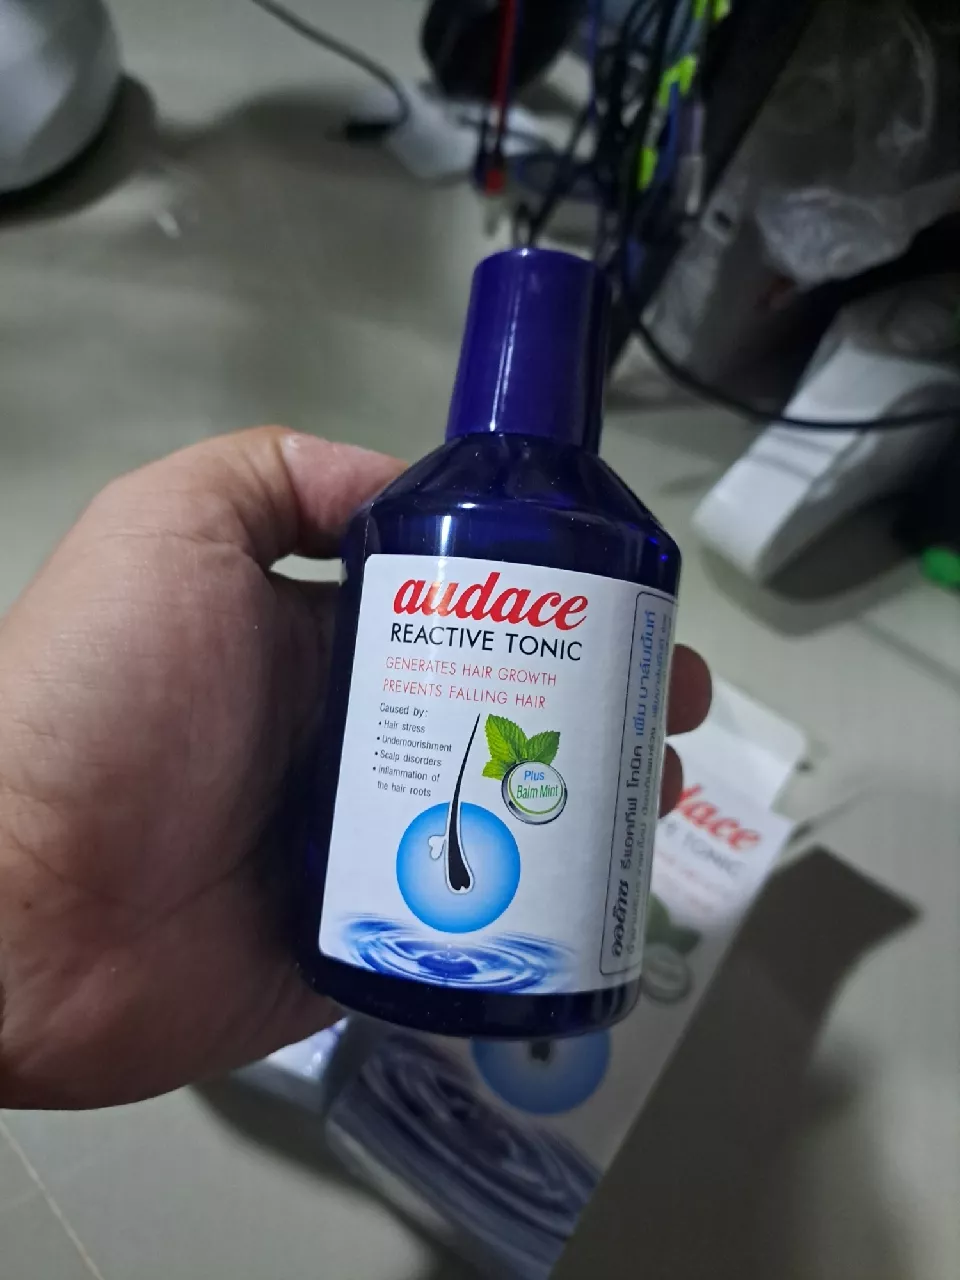 audace
REACTIVE TONIC
GENERATES HAIR GROWTH
PREVENTS FALLING HAIR
Caused by:
• Hair stress
• Undernourishment
• Scalp disorders
• Inflammation of
the hair roots
Plus
Balm Mint
ออด๊าซ รีแอคทีฟ โทนิค เพิ่ม บาล์มมินท์
dace
TONIC